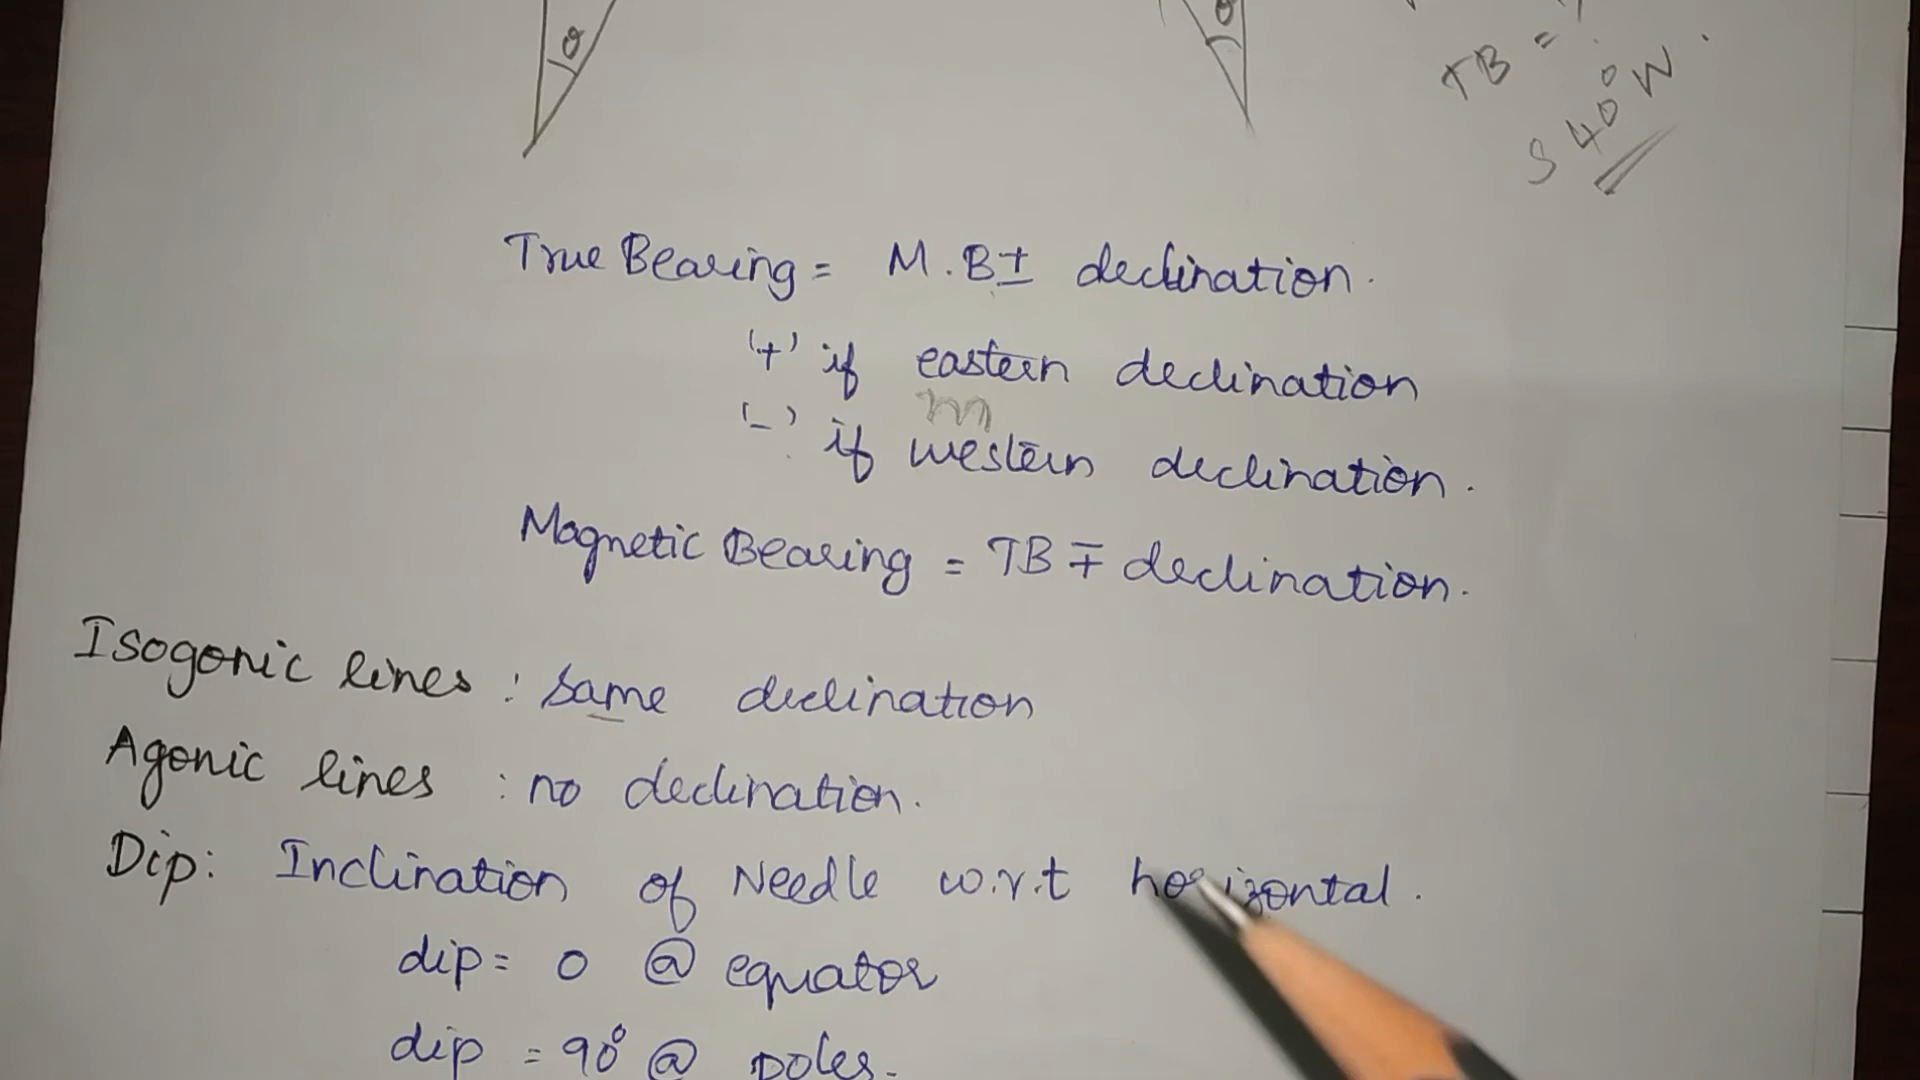 θ
θ
TB = ?
S 40° W.
True Bearing = M.B ± declination.
'+' if eastern declination
m
'-' if western declination.
Magnetic Bearing = TB ∓ declination.
Isogonic lines : same declination
Agonic lines : no declination.
Dip: Inclination of Needle w.r.t horizontal.
dip = 0 @ equator
dip = 90° @ poles.